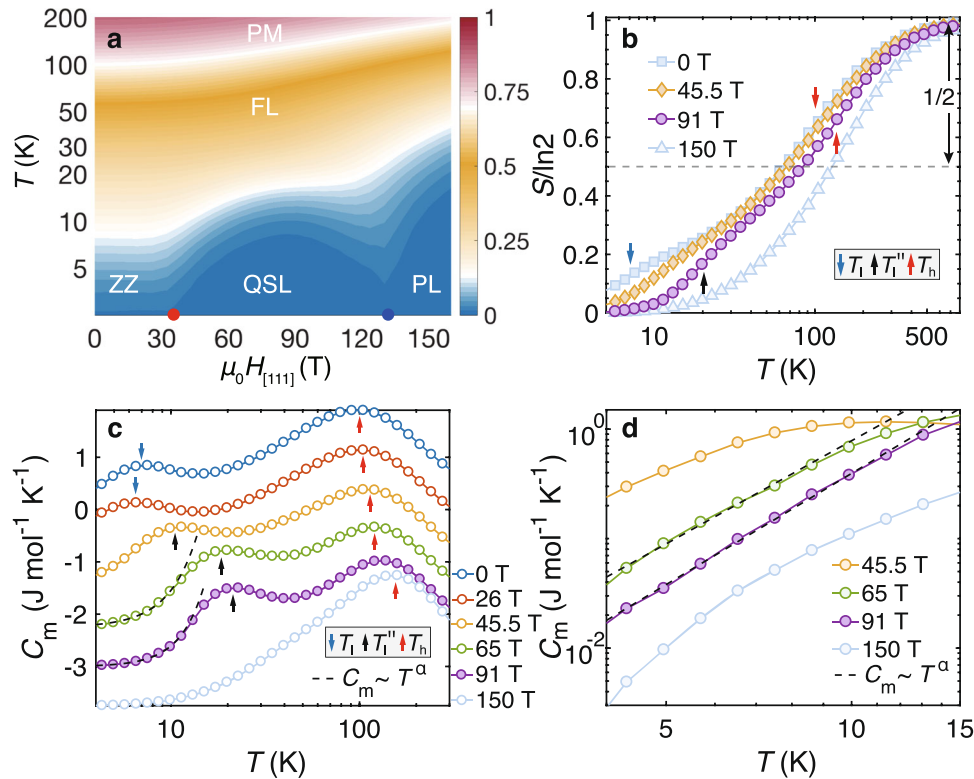 a
PM
FL
ZZ
QSL
PL
T (K)
200
100
50
30
20
10
5
0 30 60 90 120 150
μ₀H[111] (T)
1
0.75
0.5
0.25
0
b
0 T
45.5 T
91 T
150 T
1/2
S/ln2
0
0.2
0.4
0.6
0.8
1
Tl Tl'' Th
10 100 500
T (K)
c
Cm (J mol⁻¹ K⁻¹)
1
0
-1
-2
-3
0 T
26 T
45.5 T
65 T
91 T
150 T
Tl Tl'' Th
Cm ~ Tα
10 100
T (K)
d
Cm (J mol⁻¹ K⁻¹)
10⁰
10⁻²
45.5 T
65 T
91 T
150 T
Cm ~ Tα
5 10 15
T (K)